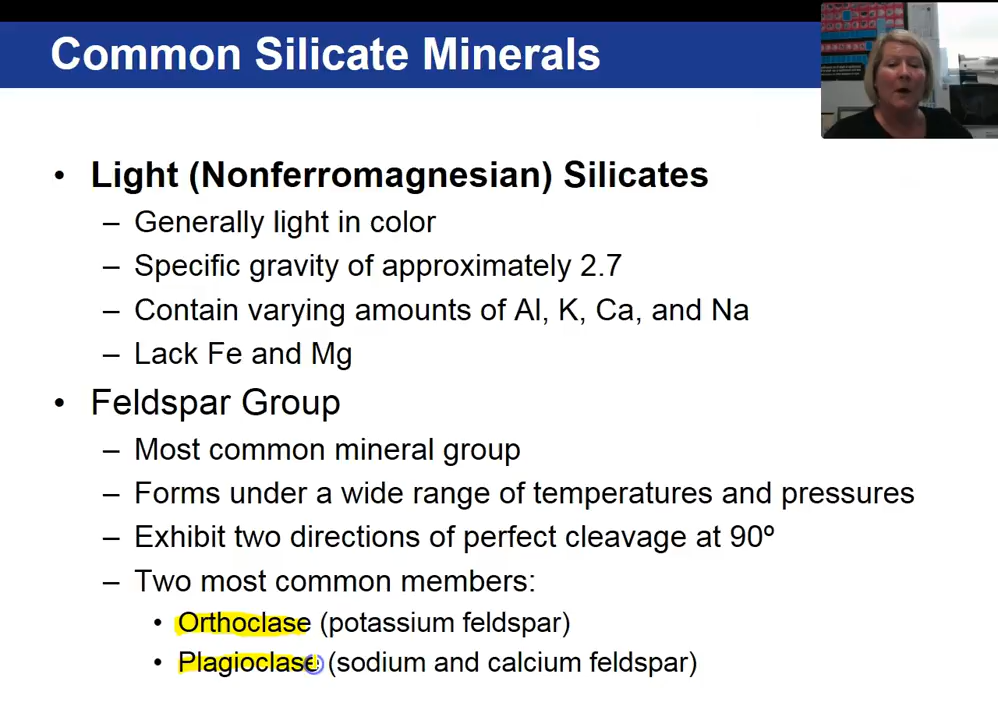 Common Silicate Minerals
• Light (Nonferromagnesian) Silicates
– Generally light in color
– Specific gravity of approximately 2.7
– Contain varying amounts of Al, K, Ca, and Na
– Lack Fe and Mg
• Feldspar Group
– Most common mineral group
– Forms under a wide range of temperatures and pressures
– Exhibit two directions of perfect cleavage at 90º
– Two most common members:
• Orthoclase (potassium feldspar)
• Plagioclase (sodium and calcium feldspar)